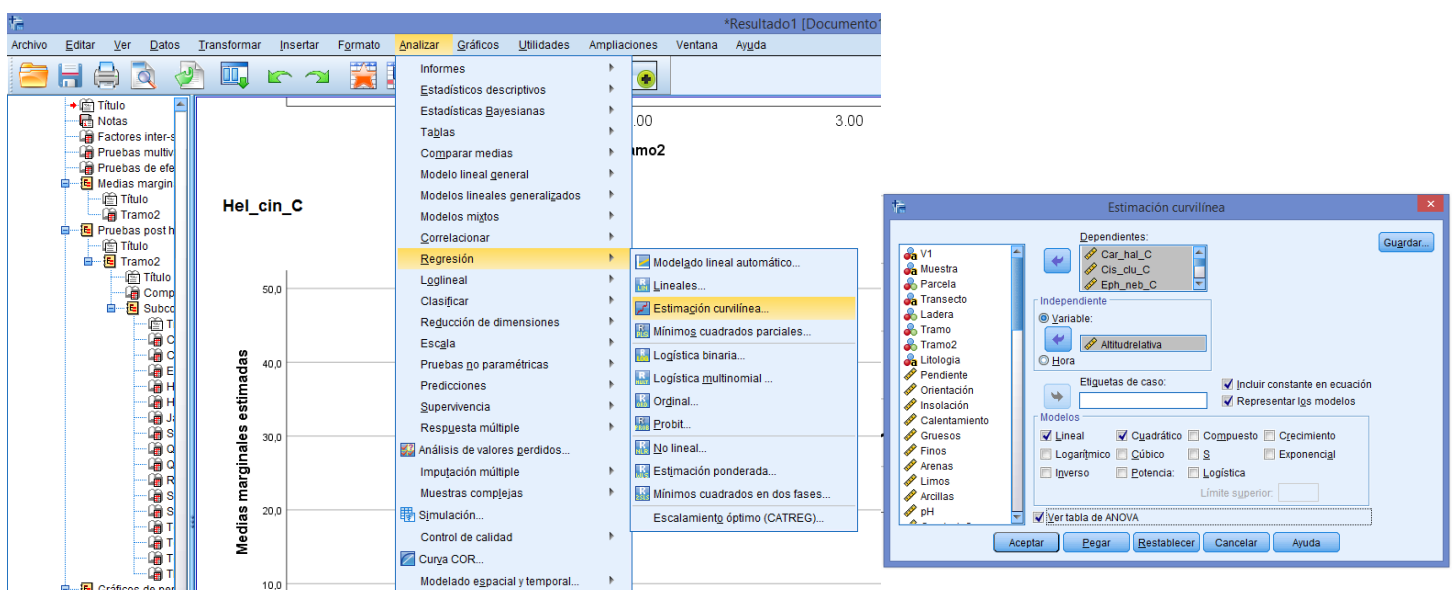 *Resultado1 [Documento1
Archivo Editar Ver Datos Transformar Insertar Formato Analizar Gráficos Utilidades Ampliaciones Ventana Ayuda
Título
Notas
Factores inter-s
Pruebas multiv
Pruebas de efe
Medias margin
Título
Tramo2
Pruebas post h
Título
Tramo2
Título
Comp
Subco
T
C
C
E
H
H
Ja
S
Q
Q
R
S
S
T
T
T
T
Gráficos de per
.00 3.00
amo2
Hel_cin_C
50,0
40,0
30,0
20,0
10,0
Medias marginales estimadas
Informes
Estadísticos descriptivos
Estadísticas Bayesianas
Tablas
Comparar medias
Modelo lineal general
Modelos lineales generalizados
Modelos mixtos
Correlacionar
Regresión
Loglineal
Clasificar
Reducción de dimensiones
Escala
Pruebas no paramétricas
Predicciones
Supervivencia
Respuesta múltiple
Análisis de valores perdidos...
Imputación múltiple
Muestras complejas
Simulación...
Control de calidad
Curva COR...
Modelado espacial y temporal...
Modelado lineal automático...
Lineales...
Estimación curvilínea...
Mínimos cuadrados parciales...
Logística binaria...
Logística multinomial ...
Ordinal...
Probit...
No lineal...
Estimación ponderada...
Mínimos cuadrados en dos fases...
Escalamiento óptimo (CATREG)...
Estimación curvilínea
V1
Muestra
Parcela
Transecto
Ladera
Tramo
Tramo2
Litologia
Pendiente
Orientación
Insolación
Calentamiento
Gruesos
Finos
Arenas
Limos
Arcillas
pH
Dependientes:
Car_hal_C
Cis_clu_C
Eph_neb_C
Guardar...
Independiente
Variable:
Altitudrelativa
Hora
Etiquetas de caso:
Incluir constante en ecuación
Representar los modelos
Modelos
Lineal Cuadrático Compuesto Crecimiento
Logarítmico Cúbico S Exponencial
Inverso Potencia: Logística
Límite superior:
Ver tabla de ANOVA
Aceptar Pegar Restablecer Cancelar Ayuda